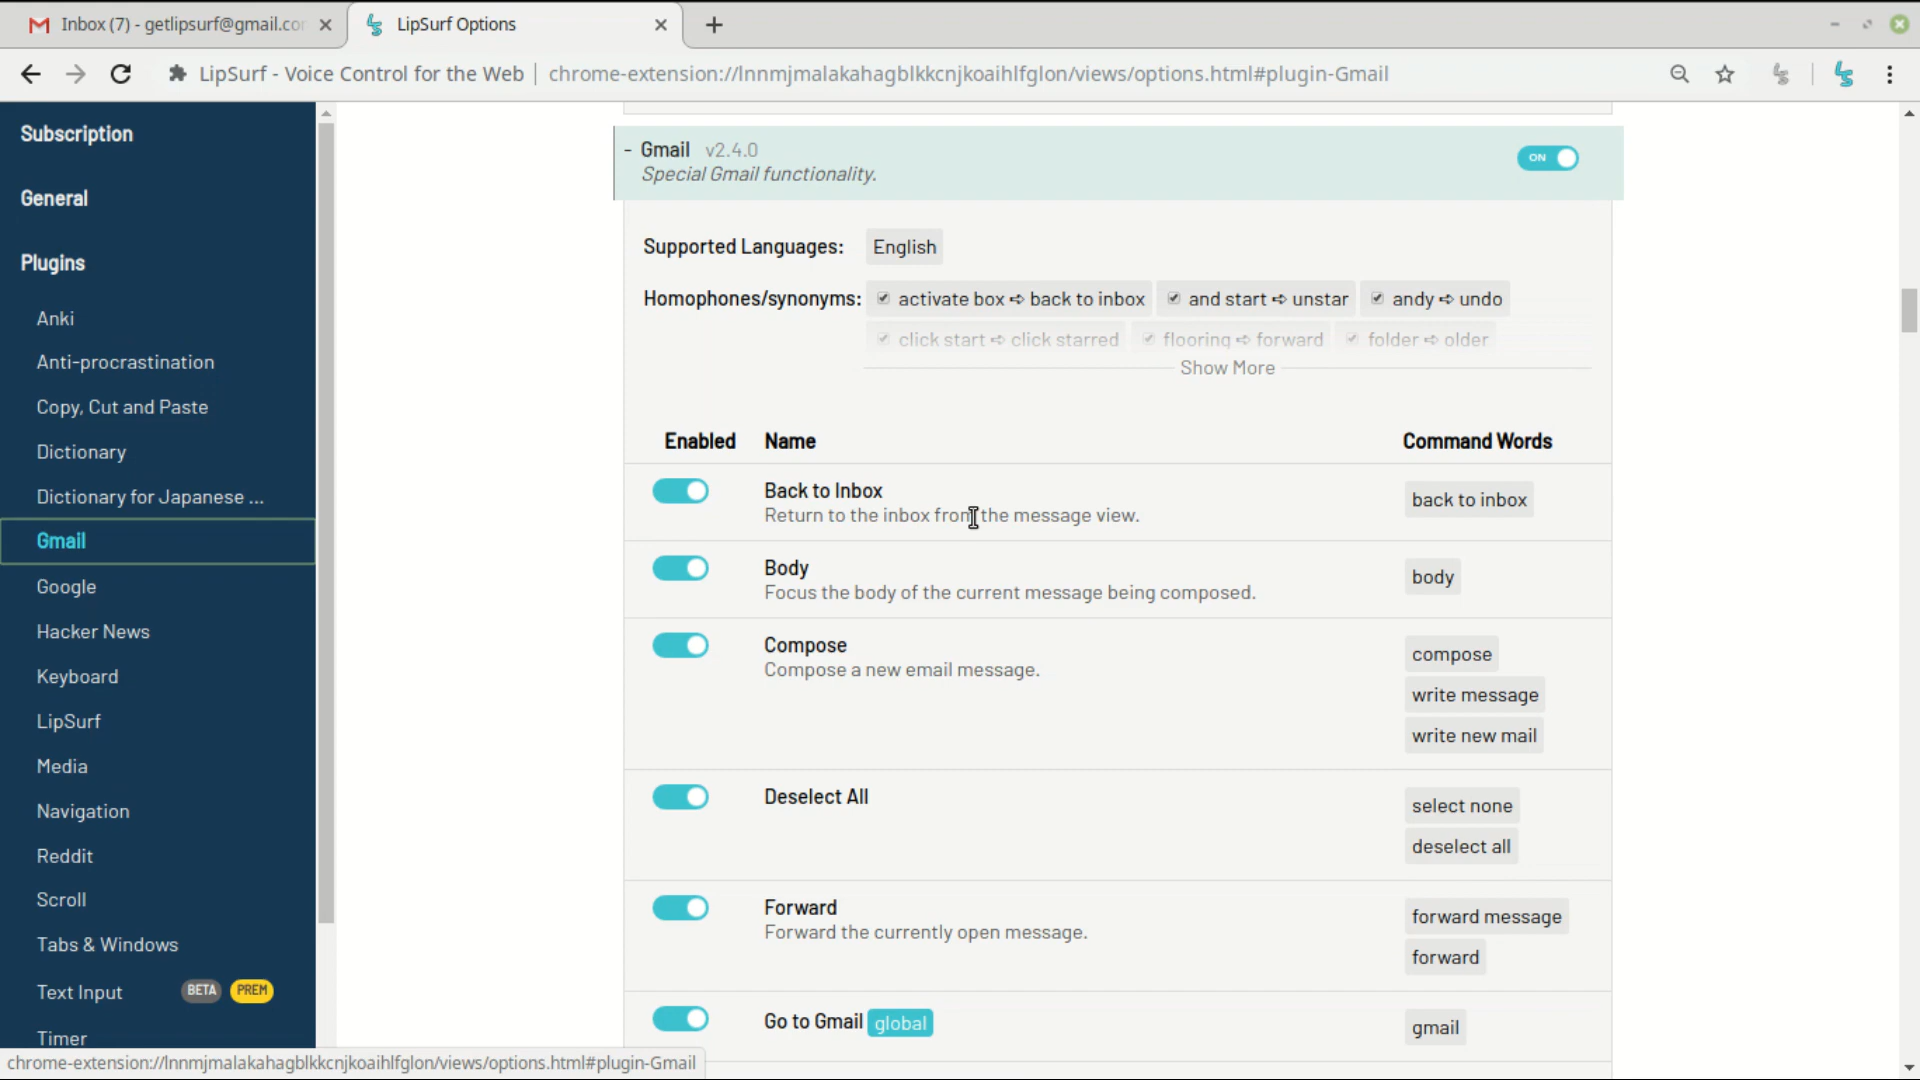 Inbox (7) - getlipsurf@gmail.co
LipSurf Options
LipSurf - Voice Control for the Web
chrome-extension://lnnmjmalakahagblkkcnjkoaihlfglon/views/options.html#plugin-Gmail
Subscription
General
Plugins
Anki
Anti-procrastination
Copy, Cut and Paste
Dictionary
Dictionary for Japanese ...
Gmail
Google
Hacker News
Keyboard
LipSurf
Media
Navigation
Reddit
Scroll
Tabs & Windows
Text Input BETA PREM
Timer
- Gmail v2.4.0
Special Gmail functionality.
ON
Supported Languages: English
Homophones/synonyms: activate box ⇨ back to inbox and start ⇨ unstar andy ⇨ undo
click start ⇨ click starred flooring ⇨ forward folder ⇨ older
Show More
Enabled Name Command Words
Back to Inbox
Return to the inbox from the message view.
back to inbox
Body
Focus the body of the current message being composed.
body
Compose
Compose a new email message.
compose
write message
write new mail
Deselect All
select none
deselect all
Forward
Forward the currently open message.
forward message
forward
Go to Gmail global
gmail
chrome-extension://lnnmjmalakahagblkkcnjkoaihlfglon/views/options.html#plugin-Gmail